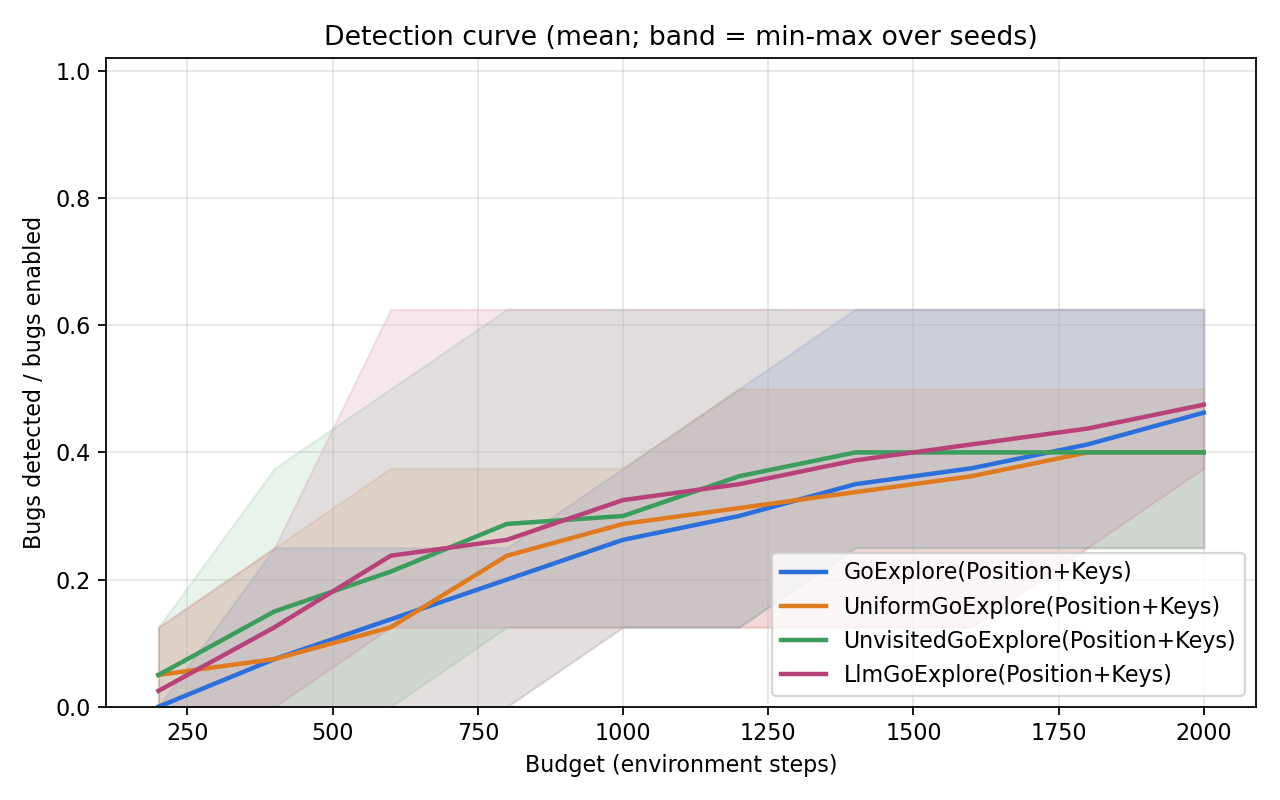 Detection curve (mean; band = min-max over seeds)
1.0
0.8
0.6
0.4
0.2
0.0
Bugs detected / bugs enabled
GoExplore(Position+Keys)
UniformGoExplore(Position+Keys)
UnvisitedGoExplore(Position+Keys)
LlmGoExplore(Position+Keys)
250 500 750 1000 1250 1500 1750 2000
Budget (environment steps)